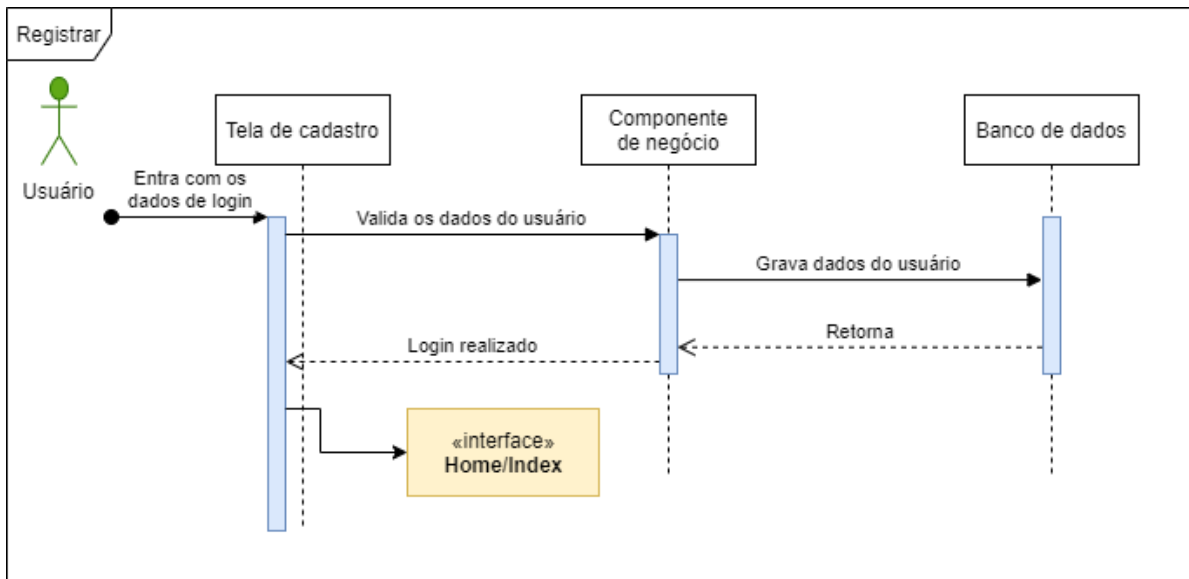 Registrar
Usuário
Tela de cadastro
Componente
de negócio
Banco de dados
Entra com os
dados de login
Valida os dados do usuário
Grava dados do usuário
Retorna
Login realizado
«interface»
Home/Index